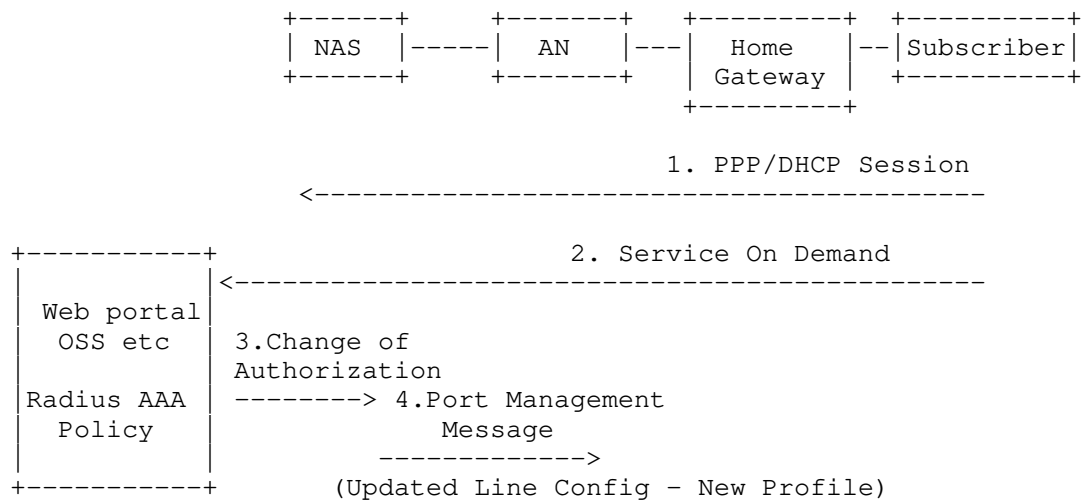 NAS AN Home Gateway Subscriber
1. PPP/DHCP Session
2. Service On Demand
Web portal
OSS etc
Radius AAA
Policy
3.Change of
Authorization
4.Port Management
Message
(Updated Line Config - New Profile)